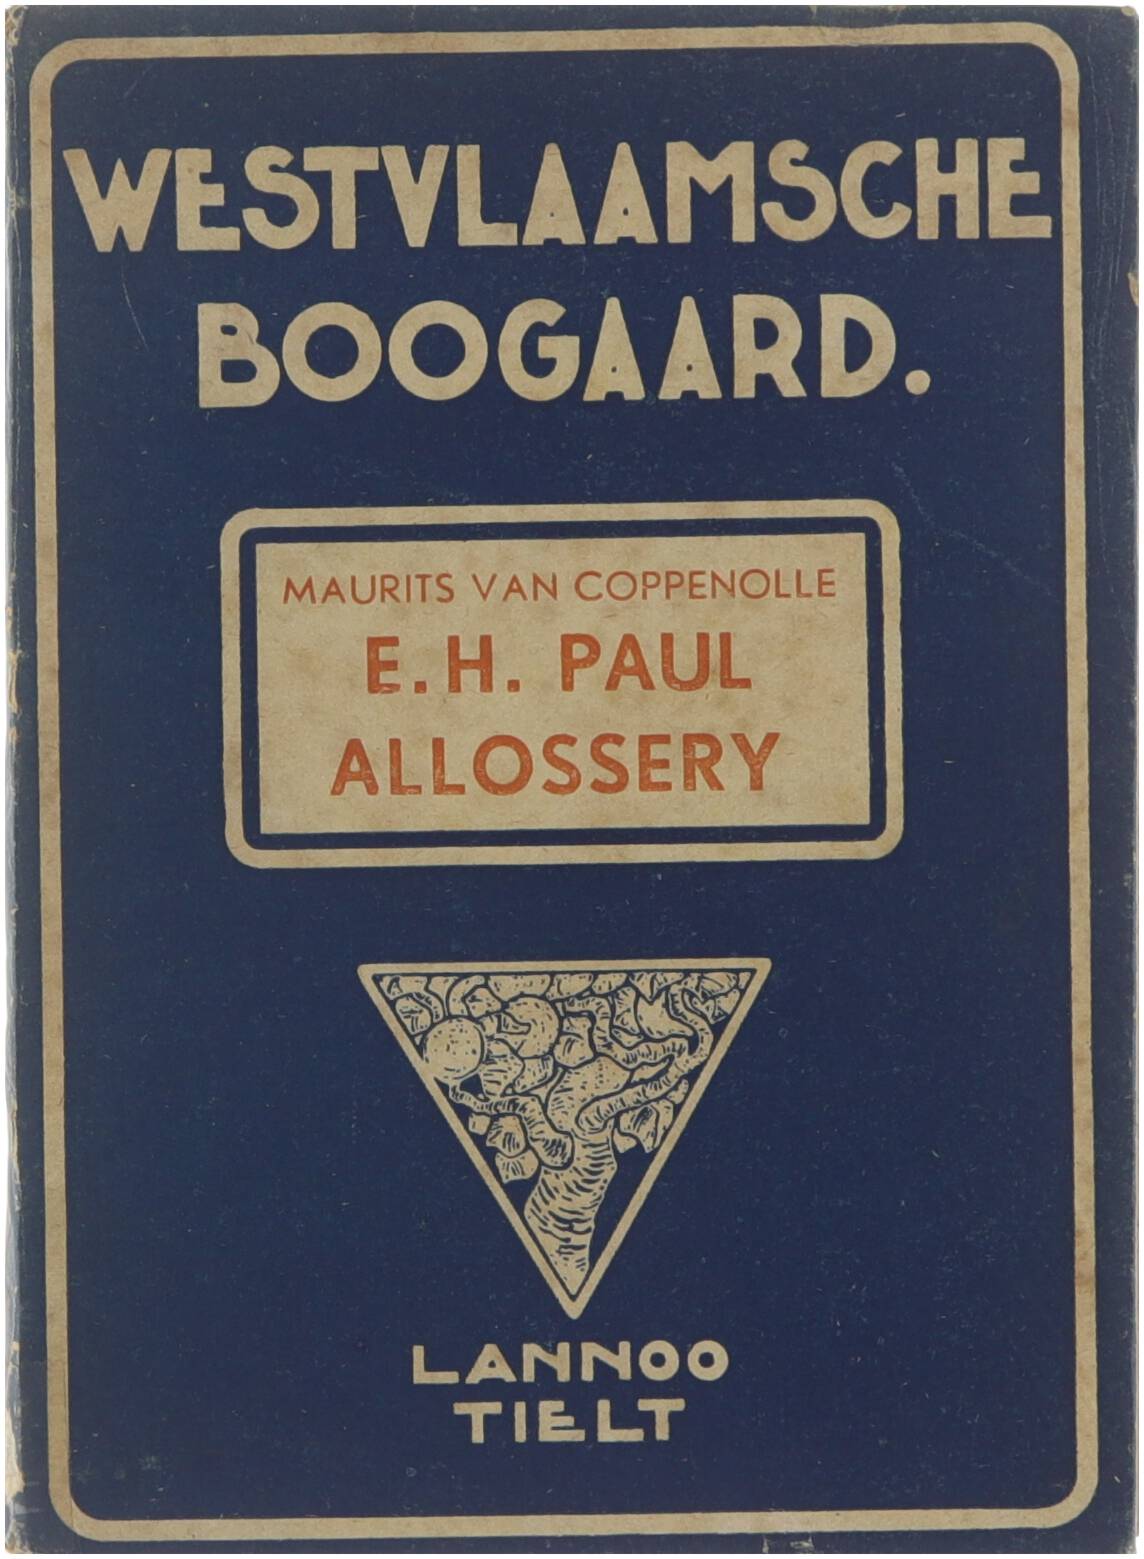 WESTVLAAMSCHE
BOOGAARD.
MAURITS VAN COPPENOLLE
E.H. PAUL
ALLOSSERY
LANNOO
TIELT